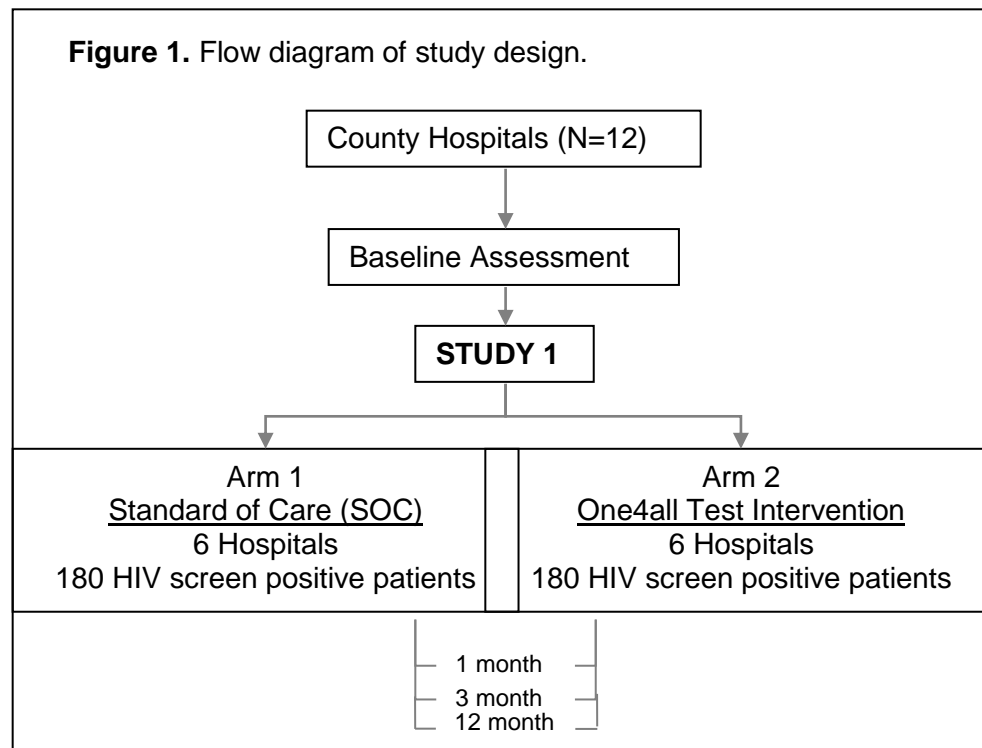 Figure 1. Flow diagram of study design.
County Hospitals (N=12)
Baseline Assessment
STUDY 1
Arm 1
Standard of Care (SOC)
6 Hospitals
180 HIV screen positive patients
Arm 2
One4all Test Intervention
6 Hospitals
180 HIV screen positive patients
1 month
3 month
12 month